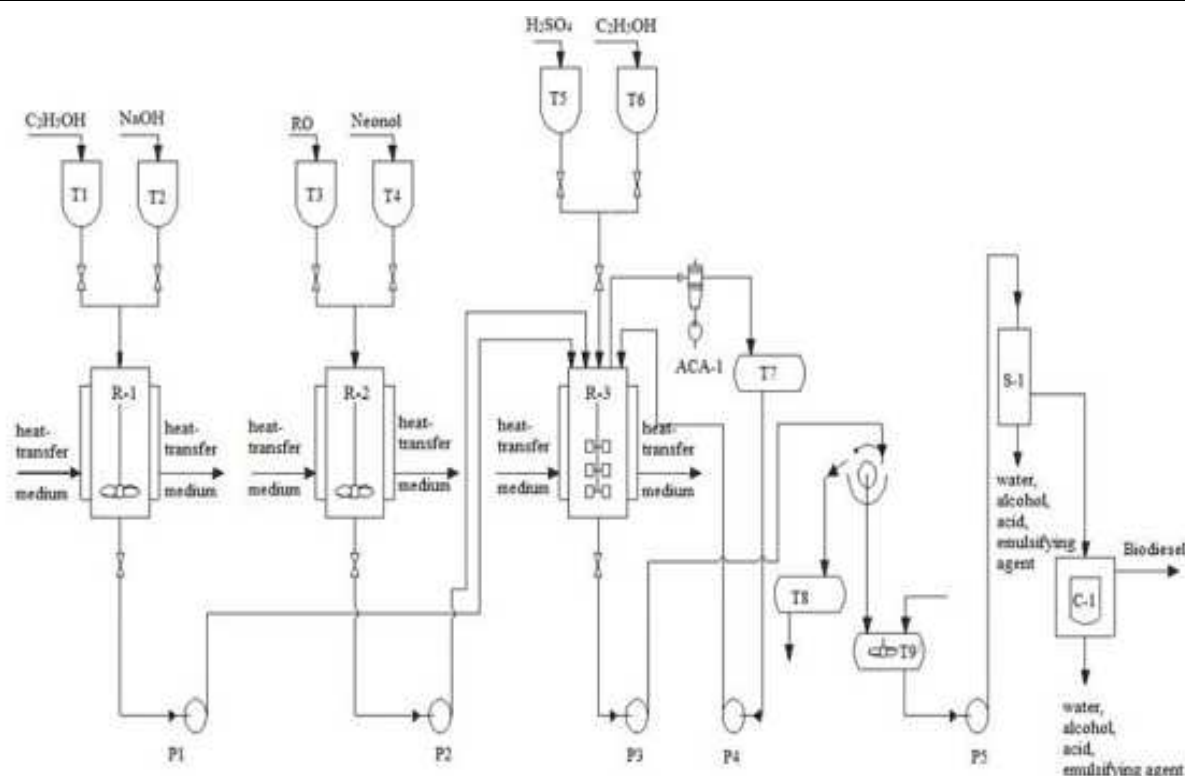 H₂SO₄
C₂H₅OH
T5
T6
C₂H₅OH
NaOH
RO
Neonol
T1
T2
T3
T4
ACA-1
T7
R-1
R-2
R-3
S-1
heat-
transfer
medium
heat-
transfer
medium
heat-
transfer
medium
heat-
transfer
medium
heat-
transfer
medium
heat-
transfer
medium
water,
alcohol,
acid,
emulsifying
agent
Biodiesel
T8
C-1
T9
P1
P2
P3
P4
P5
water,
alcohol,
acid,
emulsifying agent